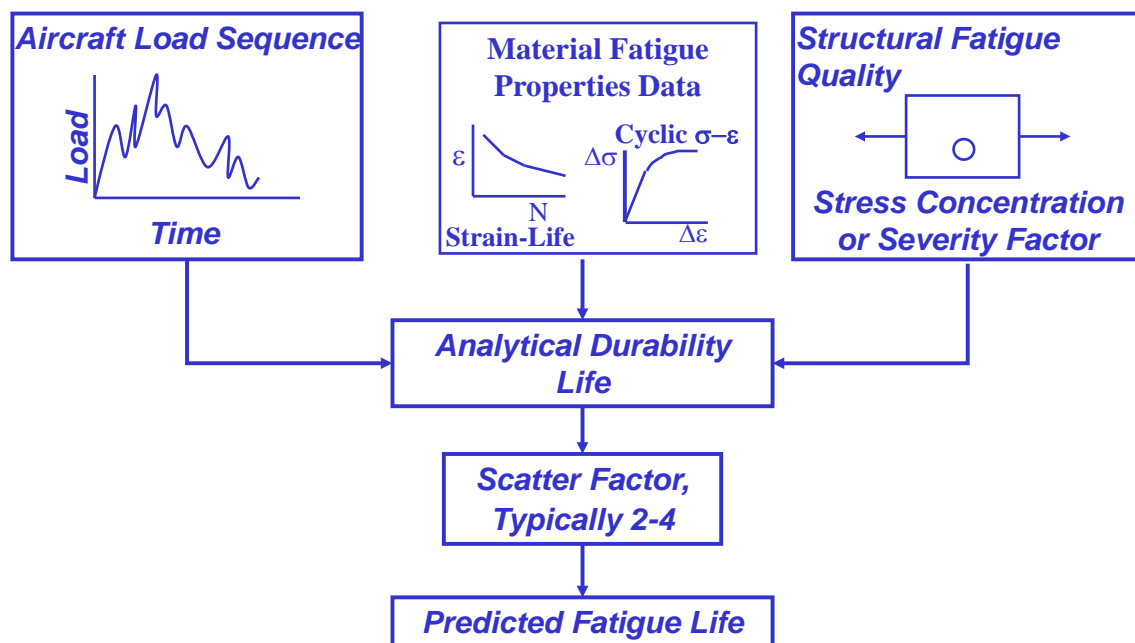 Aircraft Load Sequence
Load
Time
Material Fatigue
Properties Data
ε
N
Strain-Life
Cyclic σ–ε
Δσ
Δε
Structural Fatigue
Quality
Stress Concentration
or Severity Factor
Analytical Durability
Life
Scatter Factor,
Typically 2-4
Predicted Fatigue Life